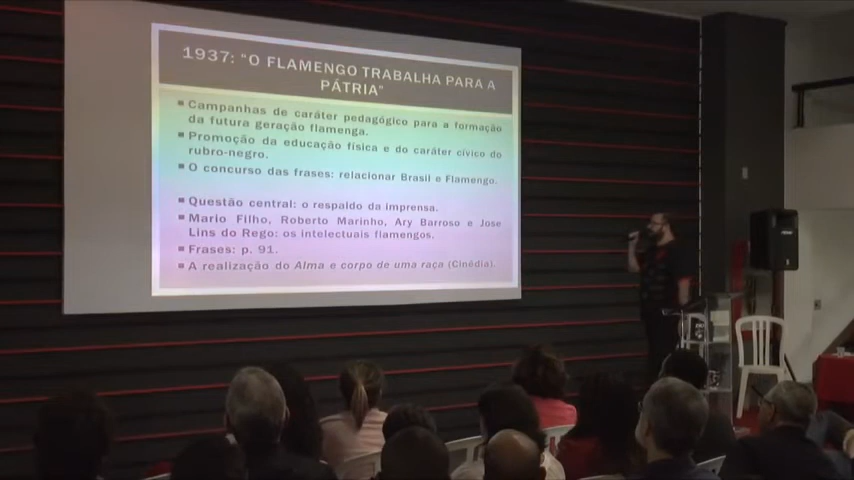 1937: "O FLAMENGO TRABALHA PARA A
PÁTRIA"
Campanhas de caráter pedagógico para a formação
da futura geração flamenga.
Promoção da educação física e do caráter cívico do
rubro-negro.
O concurso das frases: relacionar Brasil e Flamengo.
Questão central: o respaldo da imprensa.
Mario Filho, Roberto Marinho, Ary Barroso e Jose
Lins do Rego: os intelectuais flamengos.
Frases: p. 91.
A realização do Alma e corpo de uma raça (Cinédia).